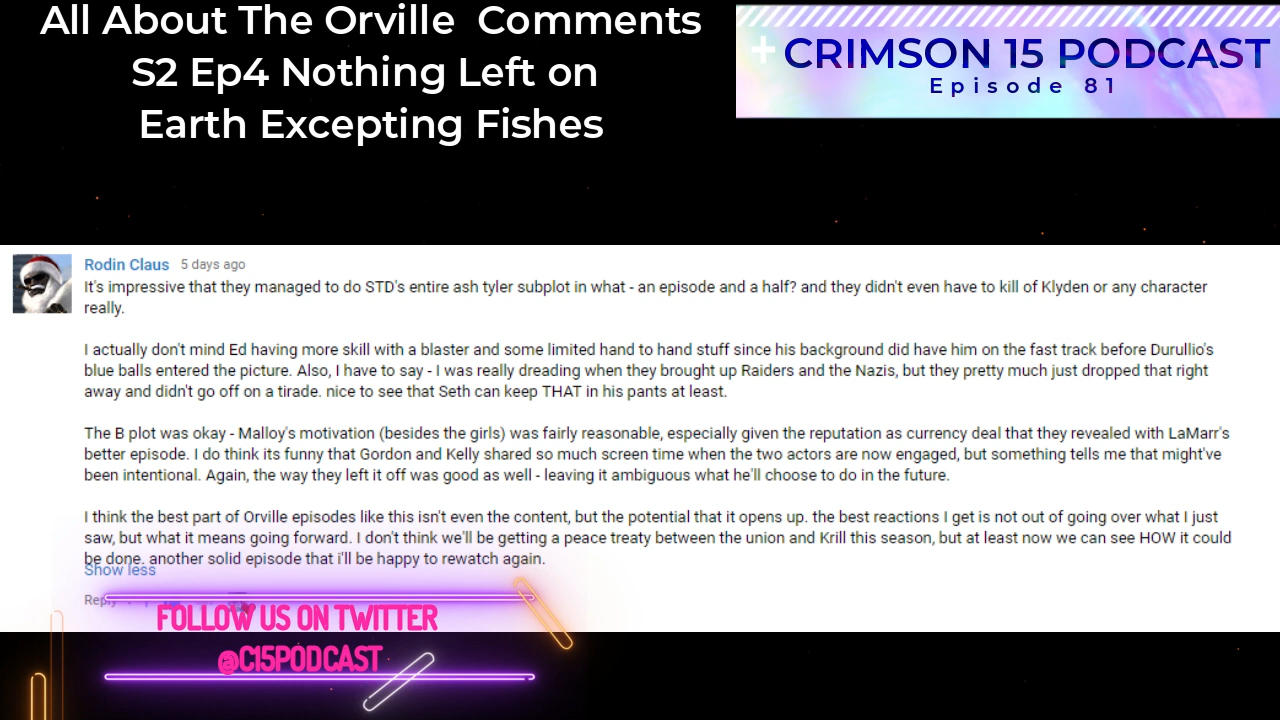 All About The Orville Comments
S2 Ep4 Nothing Left on
Earth Excepting Fishes
CRIMSON 15 PODCAST
Episode 81
Rodin Claus 5 days ago
It's impressive that they managed to do STD's entire ash tyler subplot in what - an episode and a half? and they didn't even have to kill of Klyden or any character
really.
I actually don't mind Ed having more skill with a blaster and some limited hand to hand stuff since his background did have him on the fast track before Durullio's
blue balls entered the picture. Also, I have to say - I was really dreading when they brought up Raiders and the Nazis, but they pretty much just dropped that right
away and didn't go off on a tirade. nice to see that Seth can keep THAT in his pants at least.
The B plot was okay - Malloy's motivation (besides the girls) was fairly reasonable, especially given the reputation as currency deal that they revealed with LaMarr's
better episode. I do think its funny that Gordon and Kelly shared so much screen time when the two actors are now engaged, but something tells me that might've
been intentional. Again, the way they left it off was good as well - leaving it ambiguous what he'll choose to do in the future.
I think the best part of Orville episodes like this isn't even the content, but the potential that it opens up. the best reactions I get is not out of going over what I just
saw, but what it means going forward. I don't think we'll be getting a peace treaty between the union and Krill this season, but at least now we can see HOW it could
be done. another solid episode that i'll be happy to rewatch again.
Show less
Reply
FOLLOW US ON TWITTER
@C15PODCAST